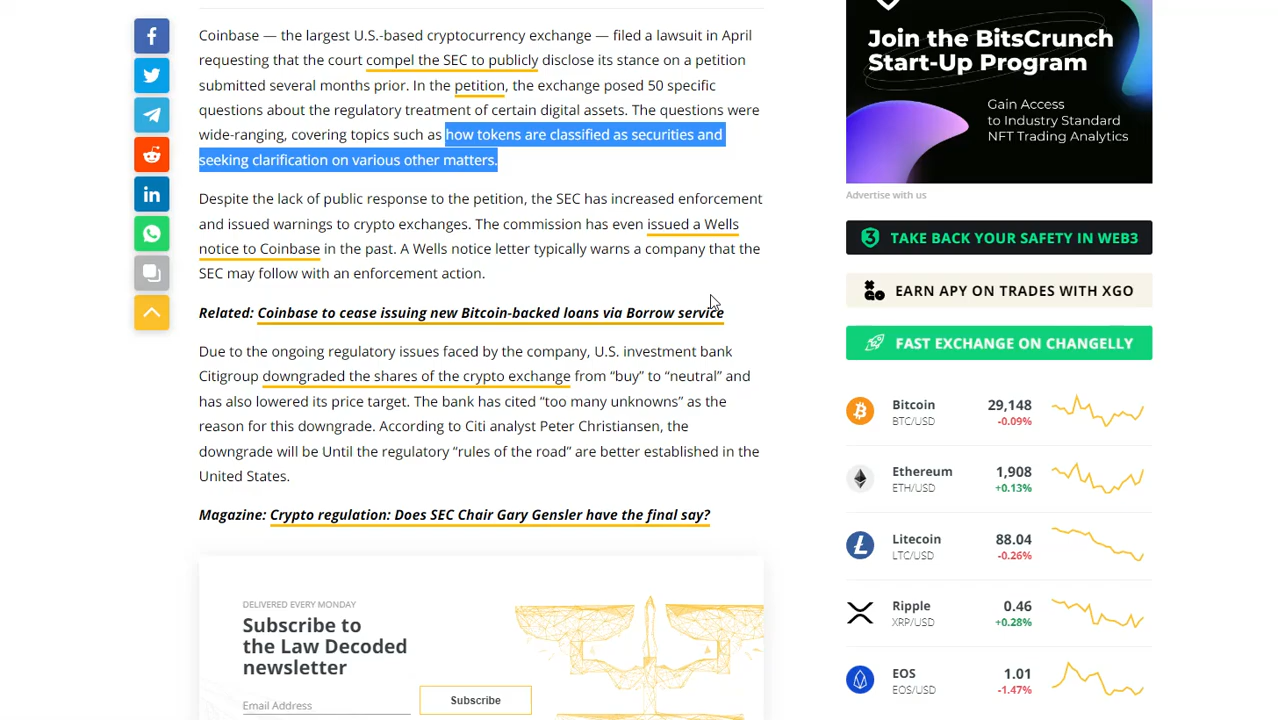 Coinbase — the largest U.S.-based cryptocurrency exchange — filed a lawsuit in April
requesting that the court compel the SEC to publicly disclose its stance on a petition
submitted several months prior. In the petition, the exchange posed 50 specific
questions about the regulatory treatment of certain digital assets. The questions were
wide-ranging, covering topics such as how tokens are classified as securities and
seeking clarification on various other matters.
Despite the lack of public response to the petition, the SEC has increased enforcement
and issued warnings to crypto exchanges. The commission has even issued a Wells
notice to Coinbase in the past. A Wells notice letter typically warns a company that the
SEC may follow with an enforcement action.
Related: Coinbase to cease issuing new Bitcoin-backed loans via Borrow service
Due to the ongoing regulatory issues faced by the company, U.S. investment bank
Citigroup downgraded the shares of the crypto exchange from “buy” to “neutral” and
has also lowered its price target. The bank has cited “too many unknowns” as the
reason for this downgrade. According to Citi analyst Peter Christiansen, the
downgrade will be Until the regulatory “rules of the road” are better established in the
United States.
Magazine: Crypto regulation: Does SEC Chair Gary Gensler have the final say?
DELIVERED EVERY MONDAY
Subscribe to
the Law Decoded
newsletter
Email Address
Subscribe
Join the BitsCrunch
Start-Up Program
Gain Access
to Industry Standard
NFT Trading Analytics
Advertise with us
TAKE BACK YOUR SAFETY IN WEB3
XGO EARN APY ON TRADES WITH XGO
FAST EXCHANGE ON CHANGELLY
Bitcoin 29,148
BTC/USD -0.09%
Ethereum 1,908
ETH/USD +0.13%
Litecoin 88.04
LTC/USD -0.26%
Ripple 0.46
XRP/USD +0.28%
EOS 1.01
EOS/USD -1.47%